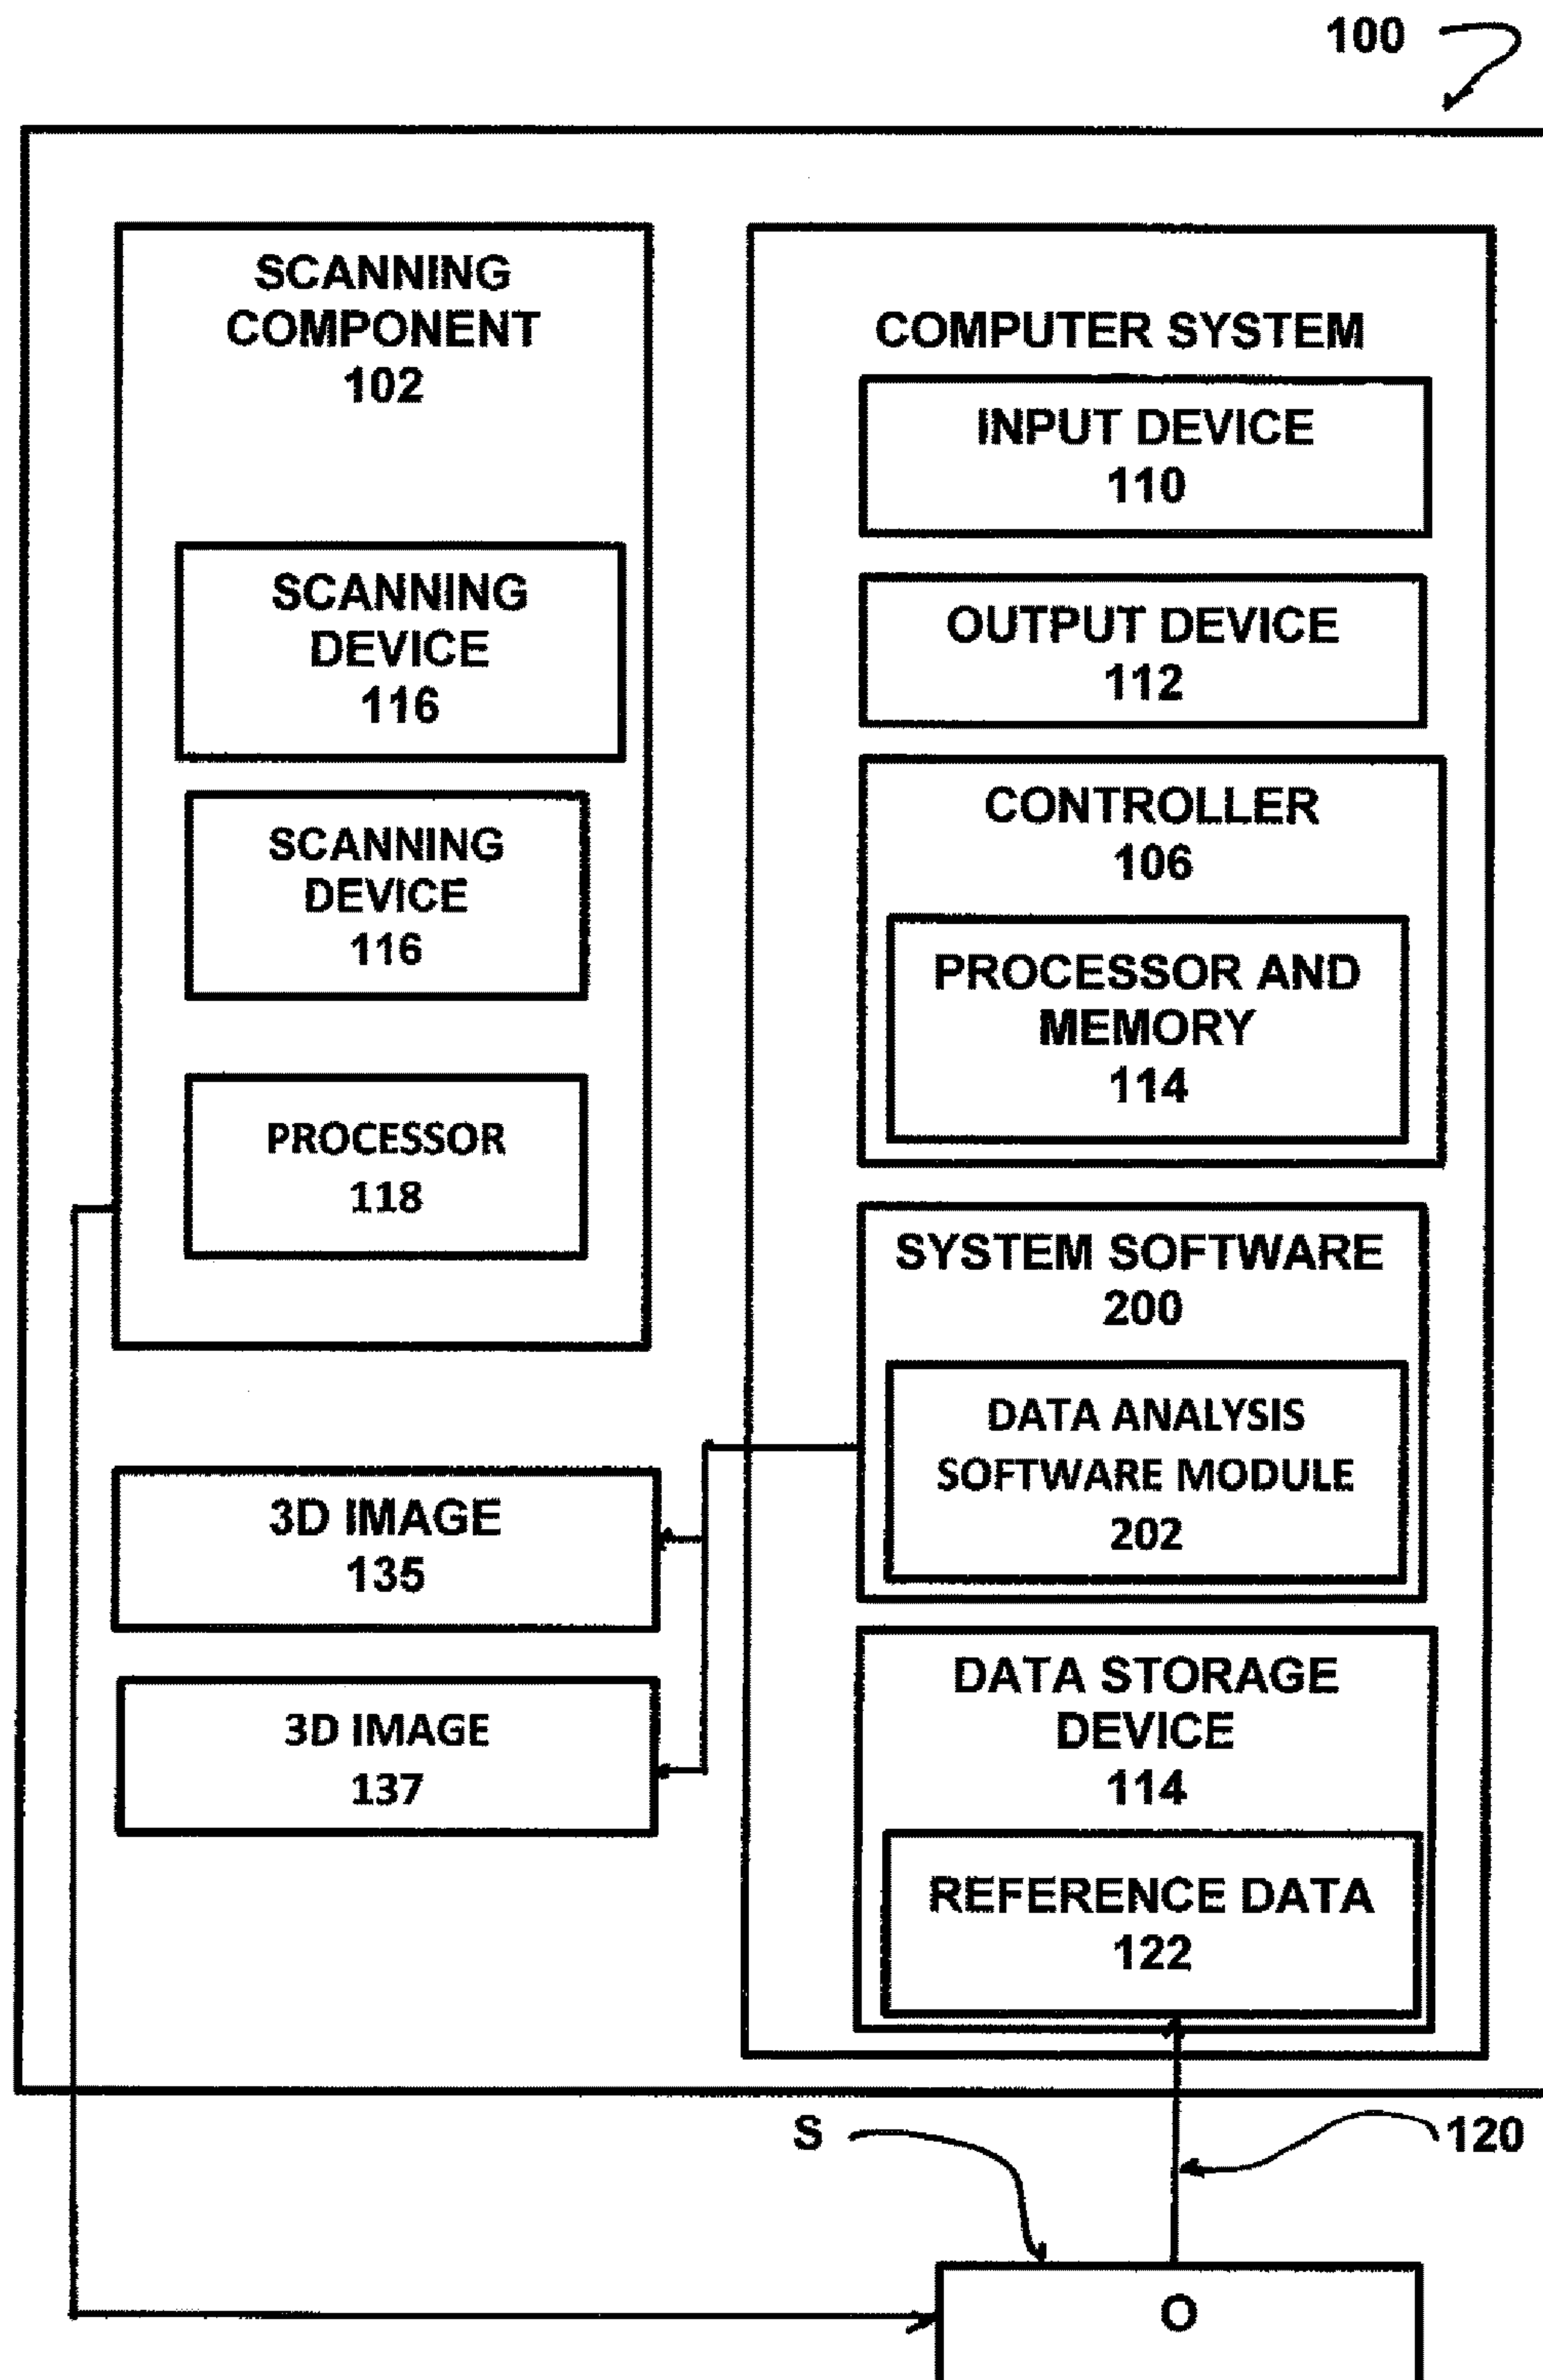 100
SCANNING
COMPONENT
102
SCANNING
DEVICE
116
SCANNING
DEVICE
116
PROCESSOR
118
3D IMAGE
135
3D IMAGE
137
COMPUTER SYSTEM
INPUT DEVICE
110
OUTPUT DEVICE
112
CONTROLLER
106
PROCESSOR AND
MEMORY
114
SYSTEM SOFTWARE
200
DATA ANALYSIS
SOFTWARE MODULE
202
DATA STORAGE
DEVICE
114
REFERENCE DATA
122
S
120
O